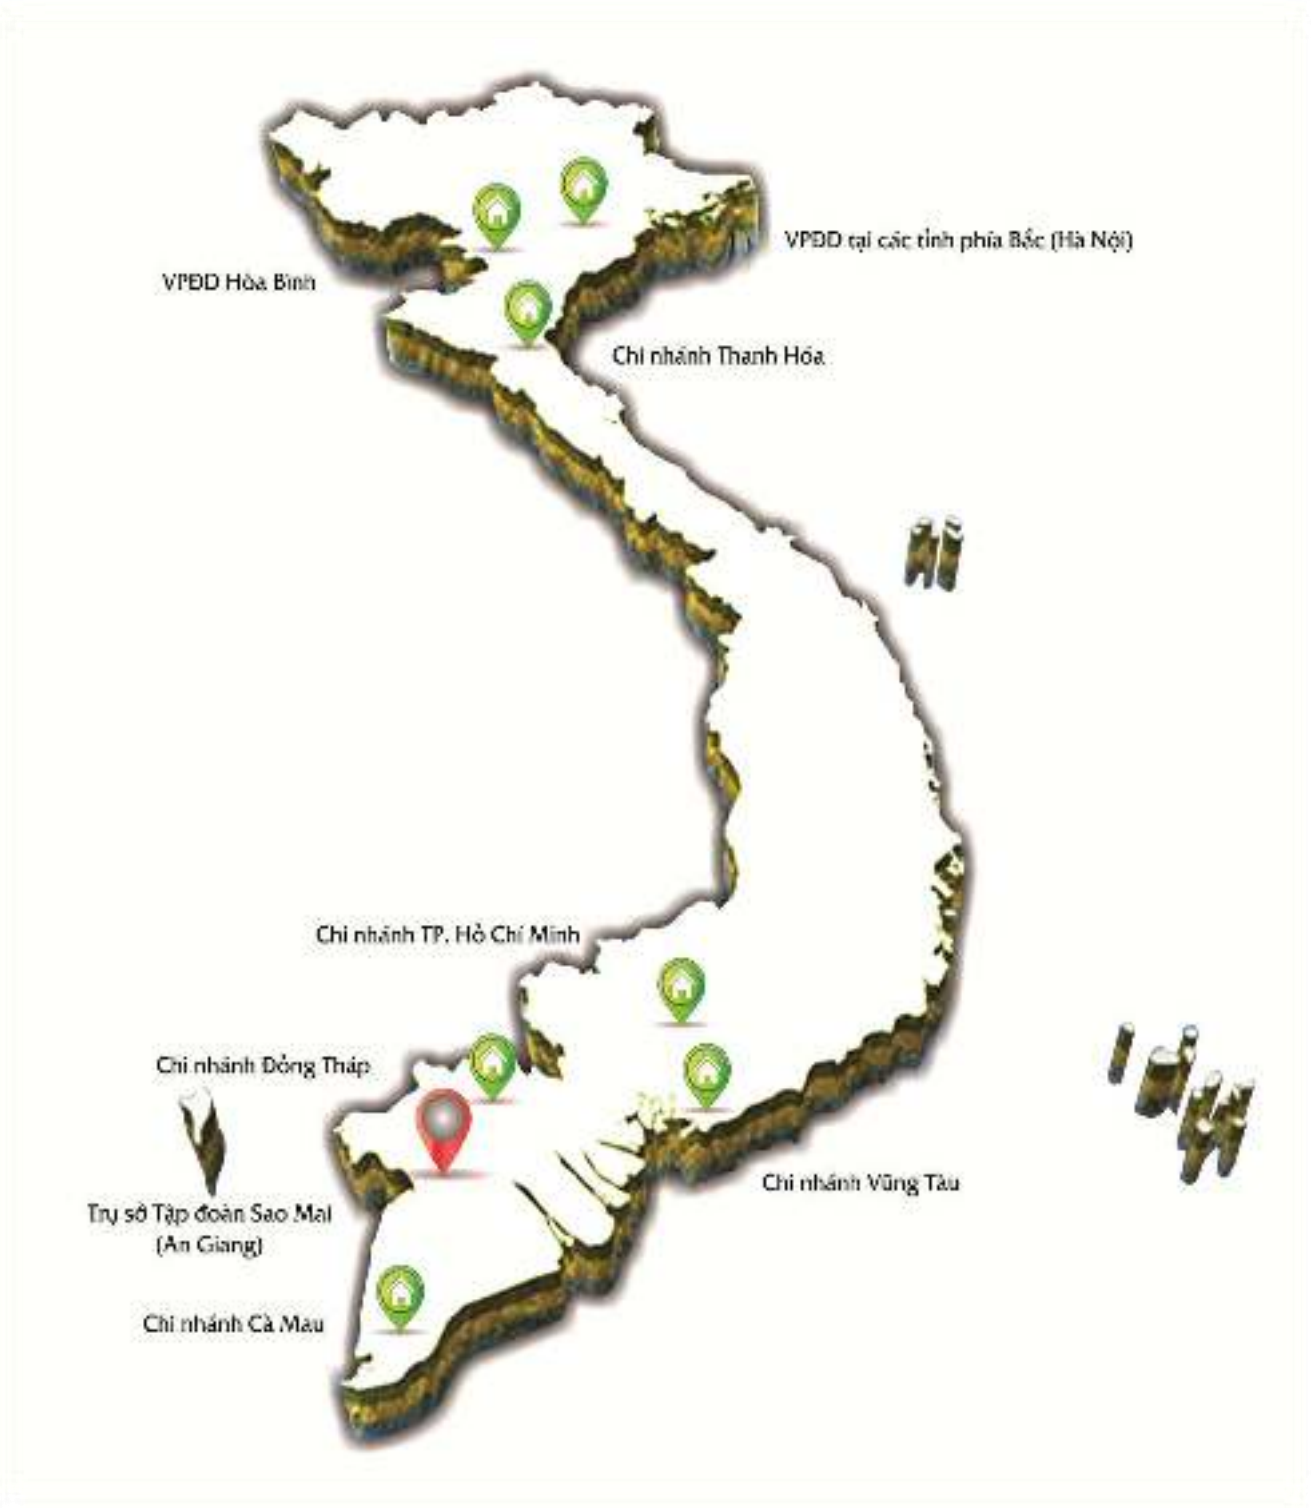 VPĐD tại các tỉnh phía Bắc (Hà Nội)
VPĐD Hòa Bình
Chi nhánh Thanh Hóa
Chi nhánh TP. Hồ Chí Minh
Chi nhánh Đồng Tháp
Chi nhánh Vũng Tàu
Trụ sở Tập đoàn Sao Mai
(An Giang)
Chi nhánh Cà Mau